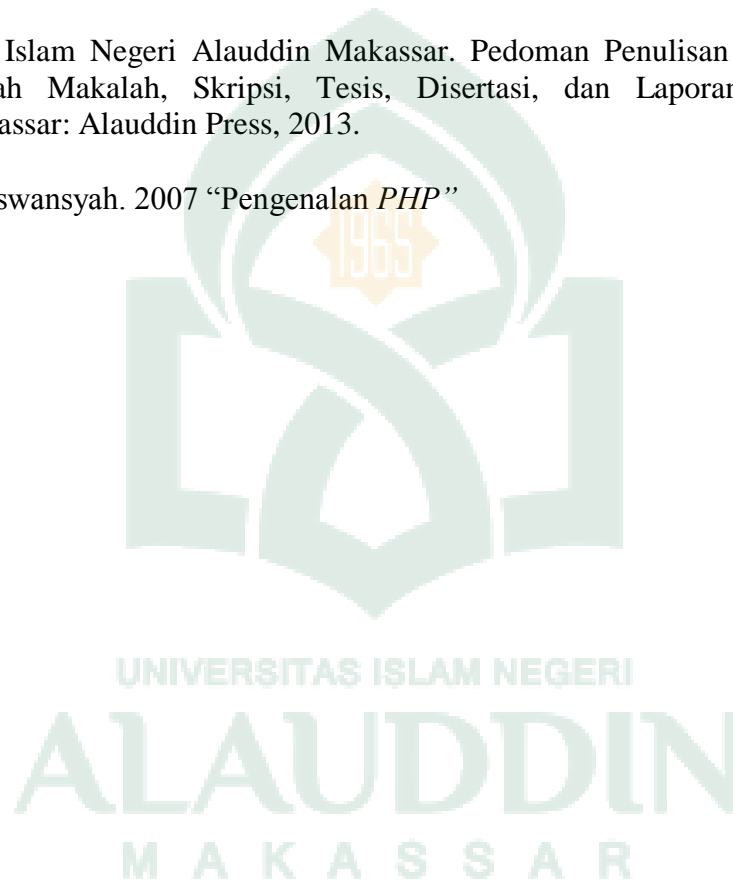 Islam Negeri Alauddin Makassar. Pedoman Penulisan
ah Makalah, Skripsi, Tesis, Disertasi, dan Laporan
assar: Alauddin Press, 2013.
swansyah. 2007 “Pengenalan PHP”
1965
UNIVERSITAS ISLAM NEGERI
ALAUDDIN
MAKASSAR